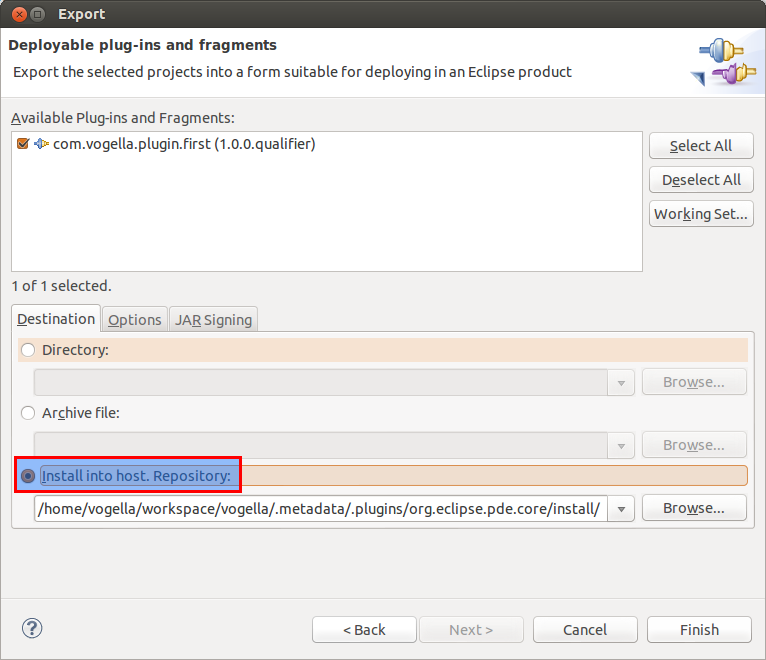 Export
Deployable plug-ins and fragments
Export the selected projects into a form suitable for deploying in an Eclipse product
Available Plug-ins and Fragments:
com.vogella.plugin.first (1.0.0.qualifier)
Select All
Deselect All
Working Set...
1 of 1 selected.
Destination Options JAR Signing
Directory:
Browse...
Archive file:
Browse...
Install into host. Repository:
/home/vogella/workspace/vogella/.metadata/.plugins/org.eclipse.pde.core/install/ Browse...
? < Back Next > Cancel Finish